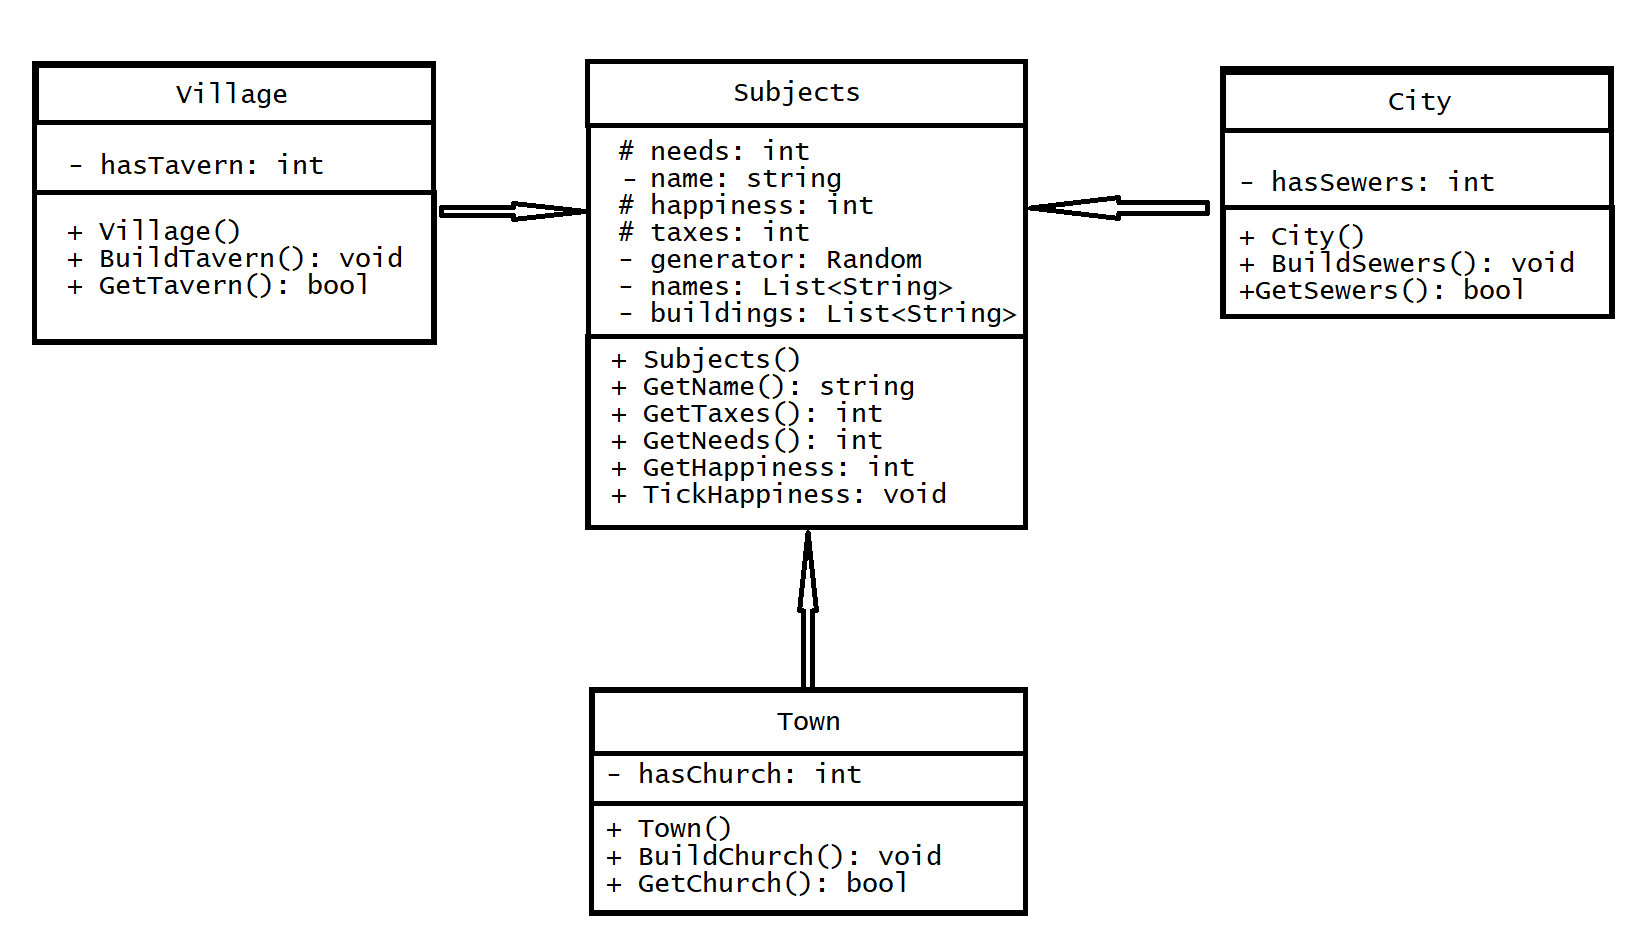 Village
- hasTavern: int
+ Village()
+ BuildTavern(): void
+ GetTavern(): bool
Subjects
# needs: int
- name: string
# happiness: int
# taxes: int
- generator: Random
- names: List<String>
- buildings: List<String>
+ Subjects()
+ GetName(): string
+ GetTaxes(): int
+ GetNeeds(): int
+ GetHappiness: int
+ TickHappiness: void
City
- hasSewers: int
+ City()
+ BuildSewers(): void
+GetSewers(): bool
Town
- hasChurch: int
+ Town()
+ BuildChurch(): void
+ GetChurch(): bool